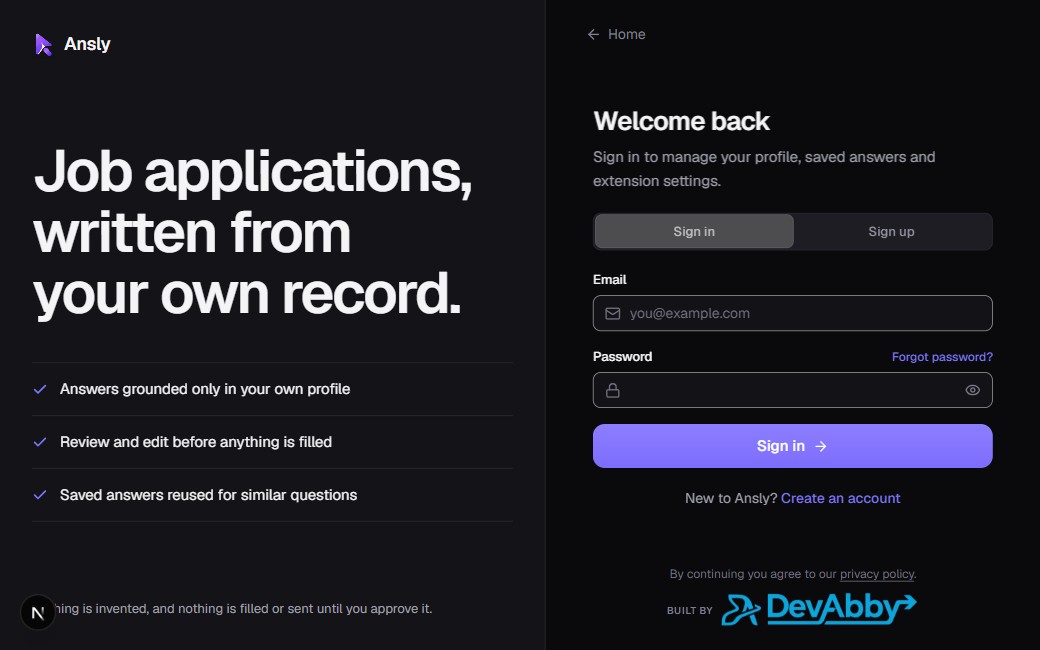 Ansly
Job applications,
written from
your own record.
Answers grounded only in your own profile
Review and edit before anything is filled
Saved answers reused for similar questions
N
is invented, and nothing is filled or sent until you approve it.
Home
Welcome back
Sign in to manage your profile, saved answers and
extension settings.
Sign in
Sign up
Email
you@example.com
Password
Forgot password?
Sign in
New to Ansly? Create an account
By continuing you agree to our privacy policy.
BUILT BY DevAbby